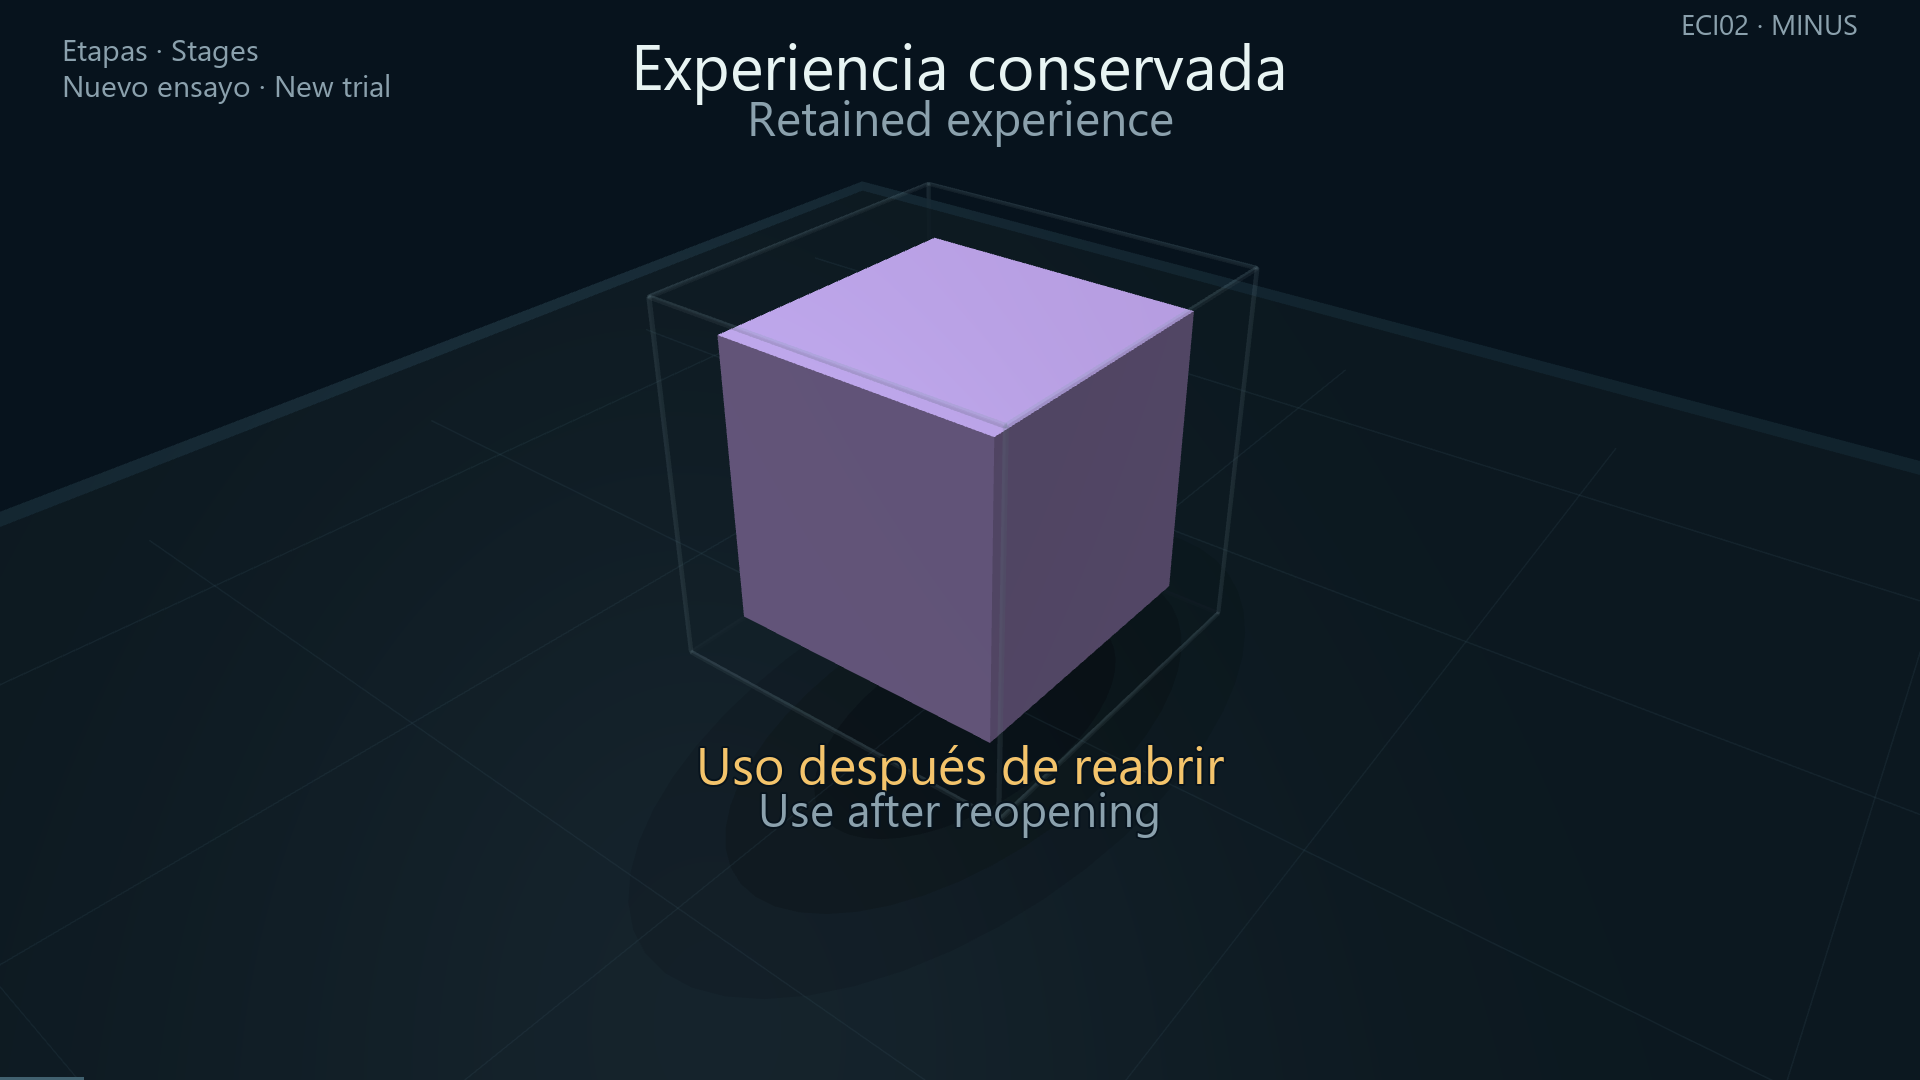 Etapas · Stages
Nuevo ensayo · New trial
Experiencia conservada
Retained experience
ECI02 · MINUS
Uso después de reabrir
Use after reopening